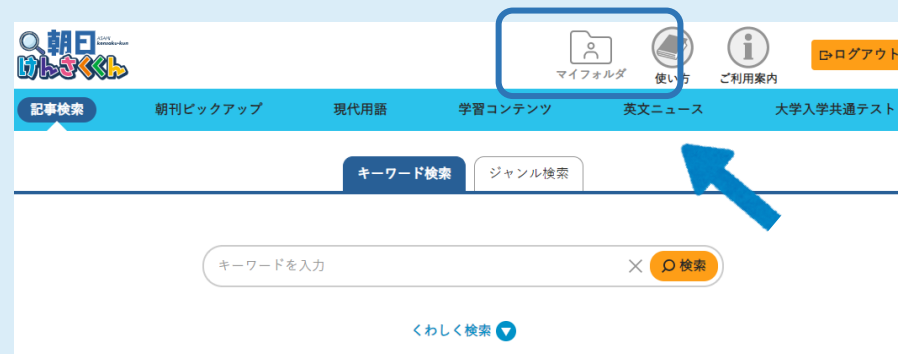 朝日 ASAHI kensaku-kun
けんさくくん
マイフォルダ 使い方 ご利用案内 ログアウト
記事検索 朝刊ピックアップ 現代用語 学習コンテンツ 英文ニュース 大学入学共通テスト
キーワード検索 ジャンル検索
キーワードを入力 検索
くわしく検索